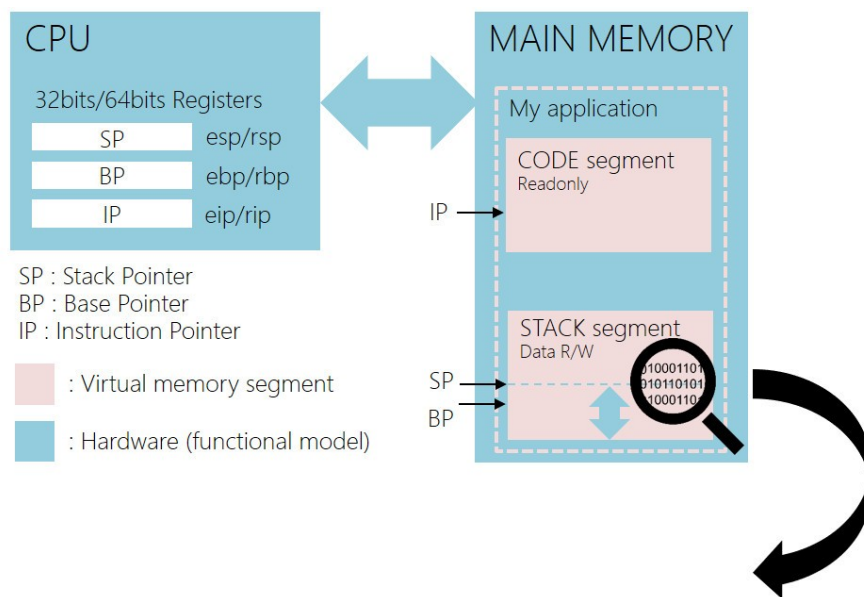 CPU
32bits/64bits Registers
SP esp/rsp
BP ebp/rbp
IP eip/rip
SP : Stack Pointer
BP : Base Pointer
IP : Instruction Pointer
: Virtual memory segment
: Hardware (functional model)
MAIN MEMORY
My application
CODE segment
Readonly
IP
STACK segment
Data R/W
SP
BP